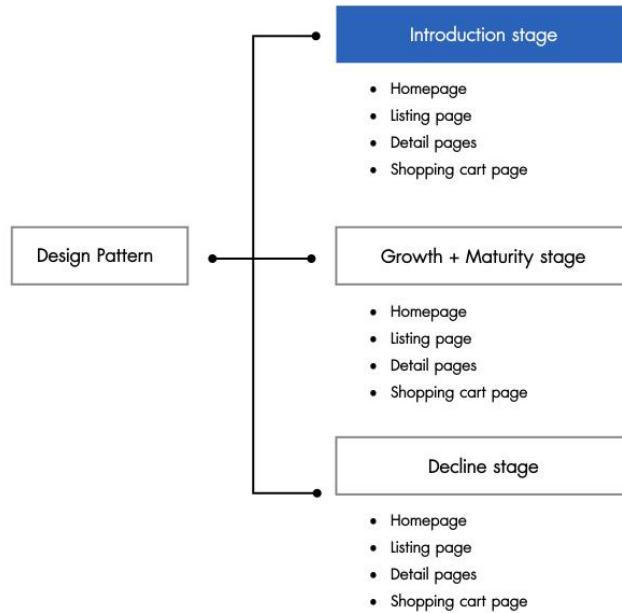 Introduction stage
• Homepage
• Listing page
• Detail pages
• Shopping cart page
Design Pattern
Growth + Maturity stage
• Homepage
• Listing page
• Detail pages
• Shopping cart page
Decline stage
• Homepage
• Listing page
• Detail pages
• Shopping cart page